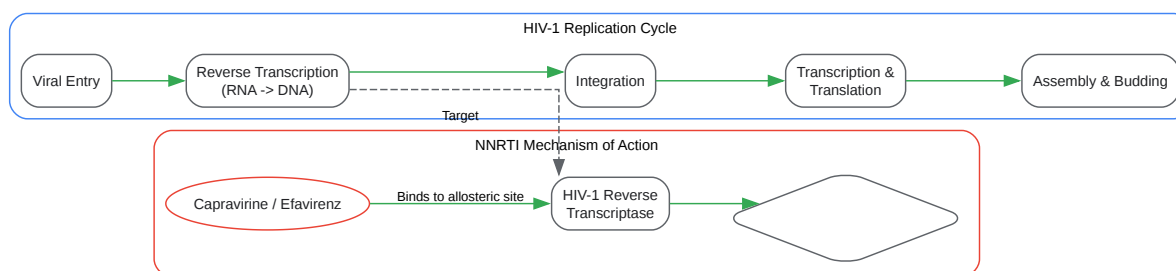 HIV-1 Replication Cycle
Viral Entry
Reverse Transcription
(RNA -> DNA)
Integration
Transcription &
Translation
Assembly & Budding
Target
NNRTI Mechanism of Action
Capravirine / Efavirenz
Binds to allosteric site
HIV-1 Reverse
Transcriptase